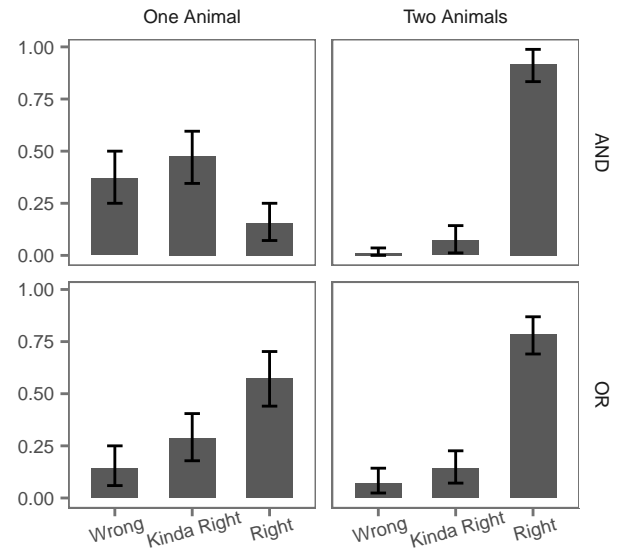 One Animal Two Animals
1.00
0.75
0.50
0.25
0.00
AND
1.00
0.75
0.50
0.25
0.00
OR
Wrong Kinda Right Right Wrong Kinda Right Right